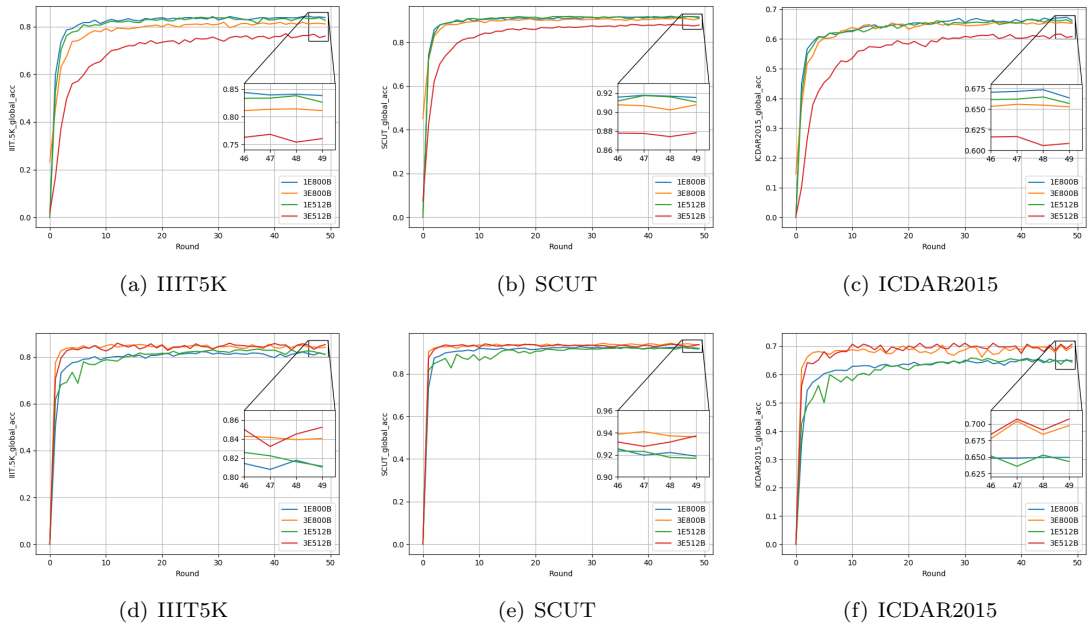 IIIT.5K_global_acc
0.8
0.6
0.4
0.2
0.0
0.85
0.80
0.75
46 47 48 49
1E800B
3E800B
1E512B
3E512B
0 10 20 30 40 50
Round
(a) IIIT5K
SCUT_global_acc
0.8
0.6
0.4
0.2
0.0
0.92
0.90
0.88
0.86
46 47 48 49
1E800B
3E800B
1E512B
3E512B
0 10 20 30 40 50
Round
(b) SCUT
ICDAR2015_global_acc
0.7
0.6
0.5
0.4
0.3
0.2
0.1
0.0
0.675
0.650
0.625
0.600
46 47 48 49
1E800B
3E800B
1E512B
3E512B
0 10 20 30 40 50
Round
(c) ICDAR2015
IIIT.5K_global_acc
0.8
0.6
0.4
0.2
0.0
0.86
0.84
0.82
0.80
46 47 48 49
1E800B
3E800B
1E512B
3E512B
0 10 20 30 40 50
Round
(d) IIIT5K
SCUT_global_acc
0.8
0.6
0.4
0.2
0.0
0.96
0.94
0.92
0.90
46 47 48 49
1E800B
3E800B
1E512B
3E512B
0 10 20 30 40 50
Round
(e) SCUT
ICDAR2015_global_acc
0.7
0.6
0.5
0.4
0.3
0.2
0.1
0.0
0.700
0.675
0.650
0.625
46 47 48 49
1E800B
3E800B
1E512B
3E512B
0 10 20 30 40 50
Round
(f) ICDAR2015